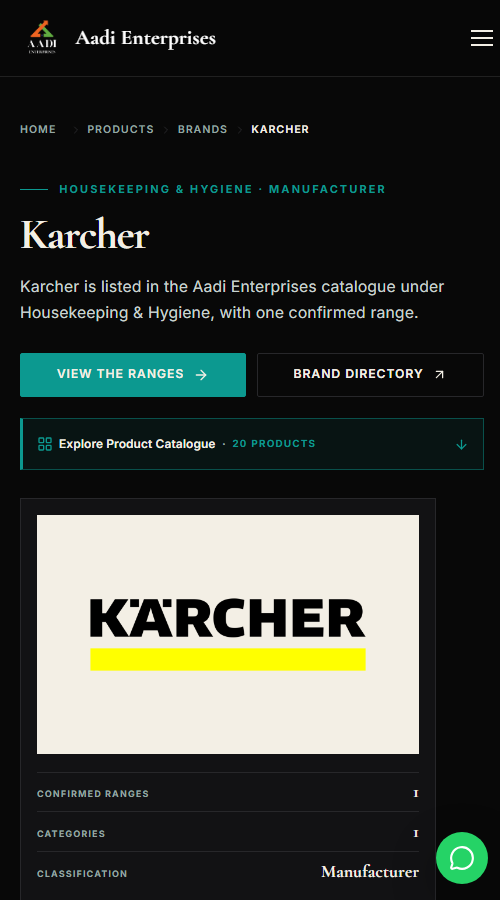 AADI
ENTERPRISES
Aadi Enterprises
HOME > PRODUCTS > BRANDS > KARCHER
HOUSEKEEPING & HYGIENE · MANUFACTURER
Karcher
Karcher is listed in the Aadi Enterprises catalogue under
Housekeeping & Hygiene, with one confirmed range.
VIEW THE RANGES →
BRAND DIRECTORY ↗
Explore Product Catalogue · 20 PRODUCTS ↓
KÄRCHER
CONFIRMED RANGES 1
CATEGORIES 1
CLASSIFICATION Manufacturer